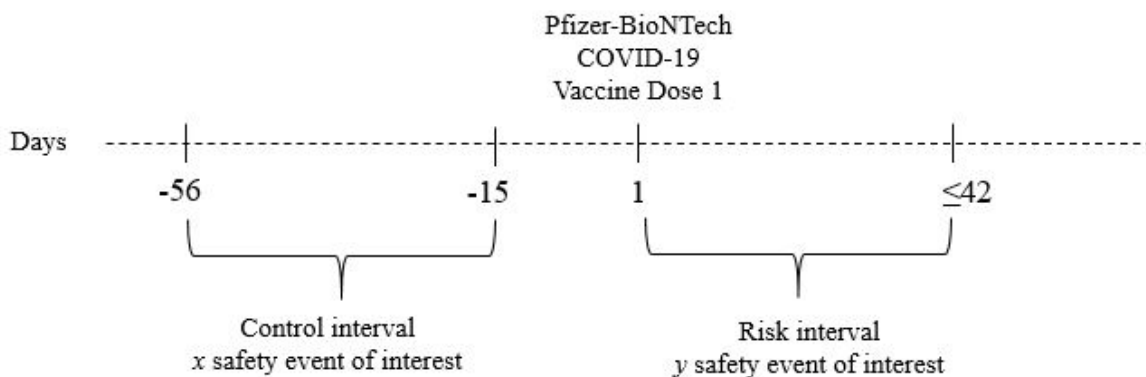 Pfizer-BioNTech
COVID-19
Vaccine Dose 1
Days
-56 -15 1 ≤42
Control interval Risk interval
x safety event of interest y safety event of interest